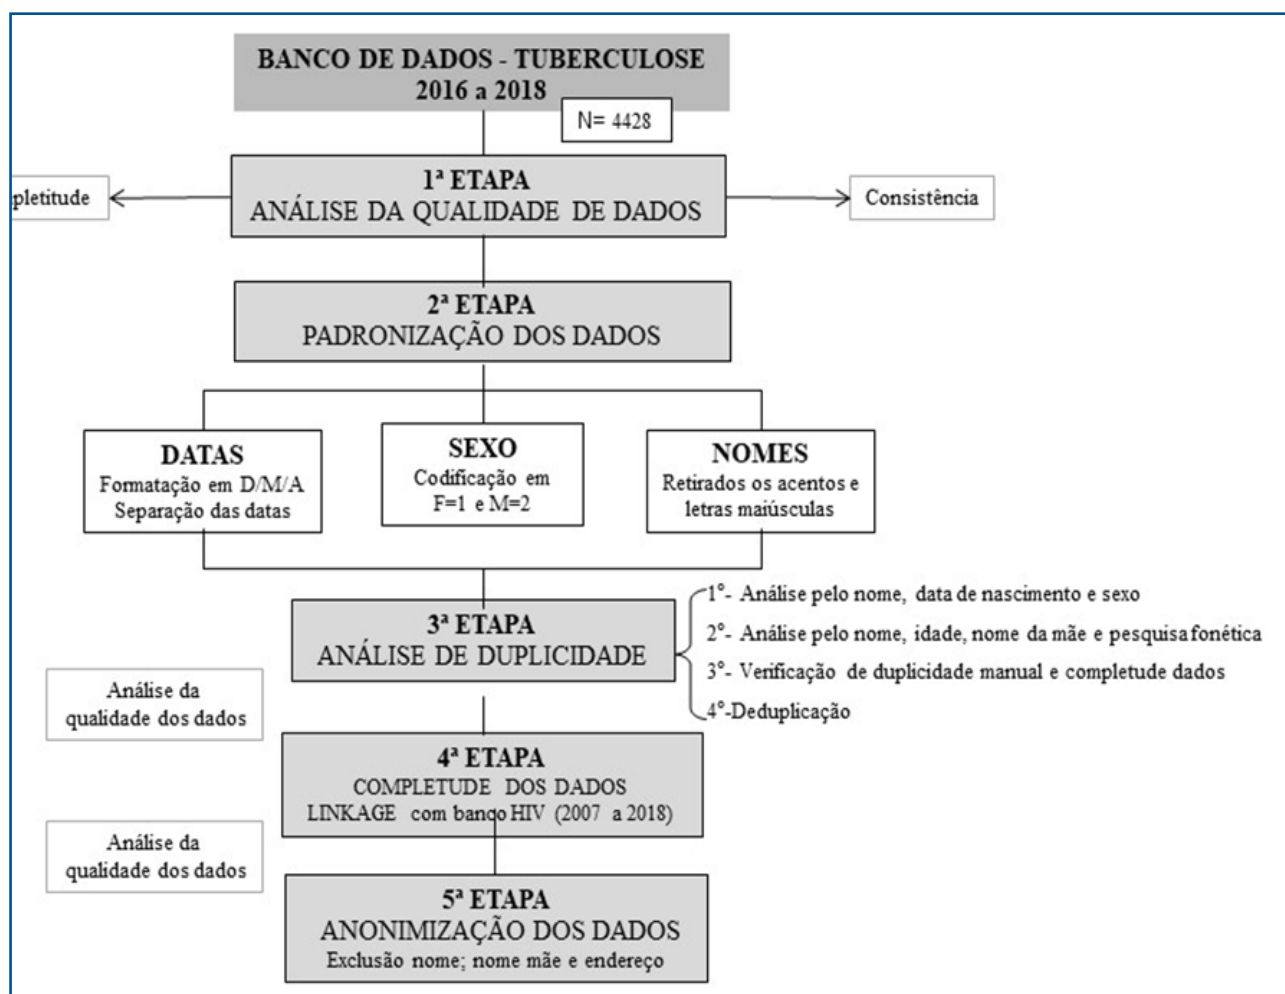 BANCO DE DADOS - TUBERCULOSE
2016 a 2018
N= 4428
1ª ETAPA
ANÁLISE DA QUALIDADE DE DADOS
pletitude
Consistência
2ª ETAPA
PADRONIZAÇÃO DOS DADOS
DATAS
Formatação em D/M/A
Separação das datas
SEXO
Codificação em
F=1 e M=2
NOMES
Retirados os acentos e
letras maiúsculas
3ª ETAPA
ANÁLISE DE DUPLICIDADE
1°- Análise pelo nome, data de nascimento e sexo
2°- Análise pelo nome, idade, nome da mãe e pesquisa fonética
3°- Verificação de duplicidade manual e completude dados
4°-Deduplicação
Análise da
qualidade dos dados
4ª ETAPA
COMPLETUDE DOS DADOS
LINKAGE com banco HIV (2007 a 2018)
Análise da
qualidade dos dados
5ª ETAPA
ANONIMIZAÇÃO DOS DADOS
Exclusão nome; nome mãe e endereço